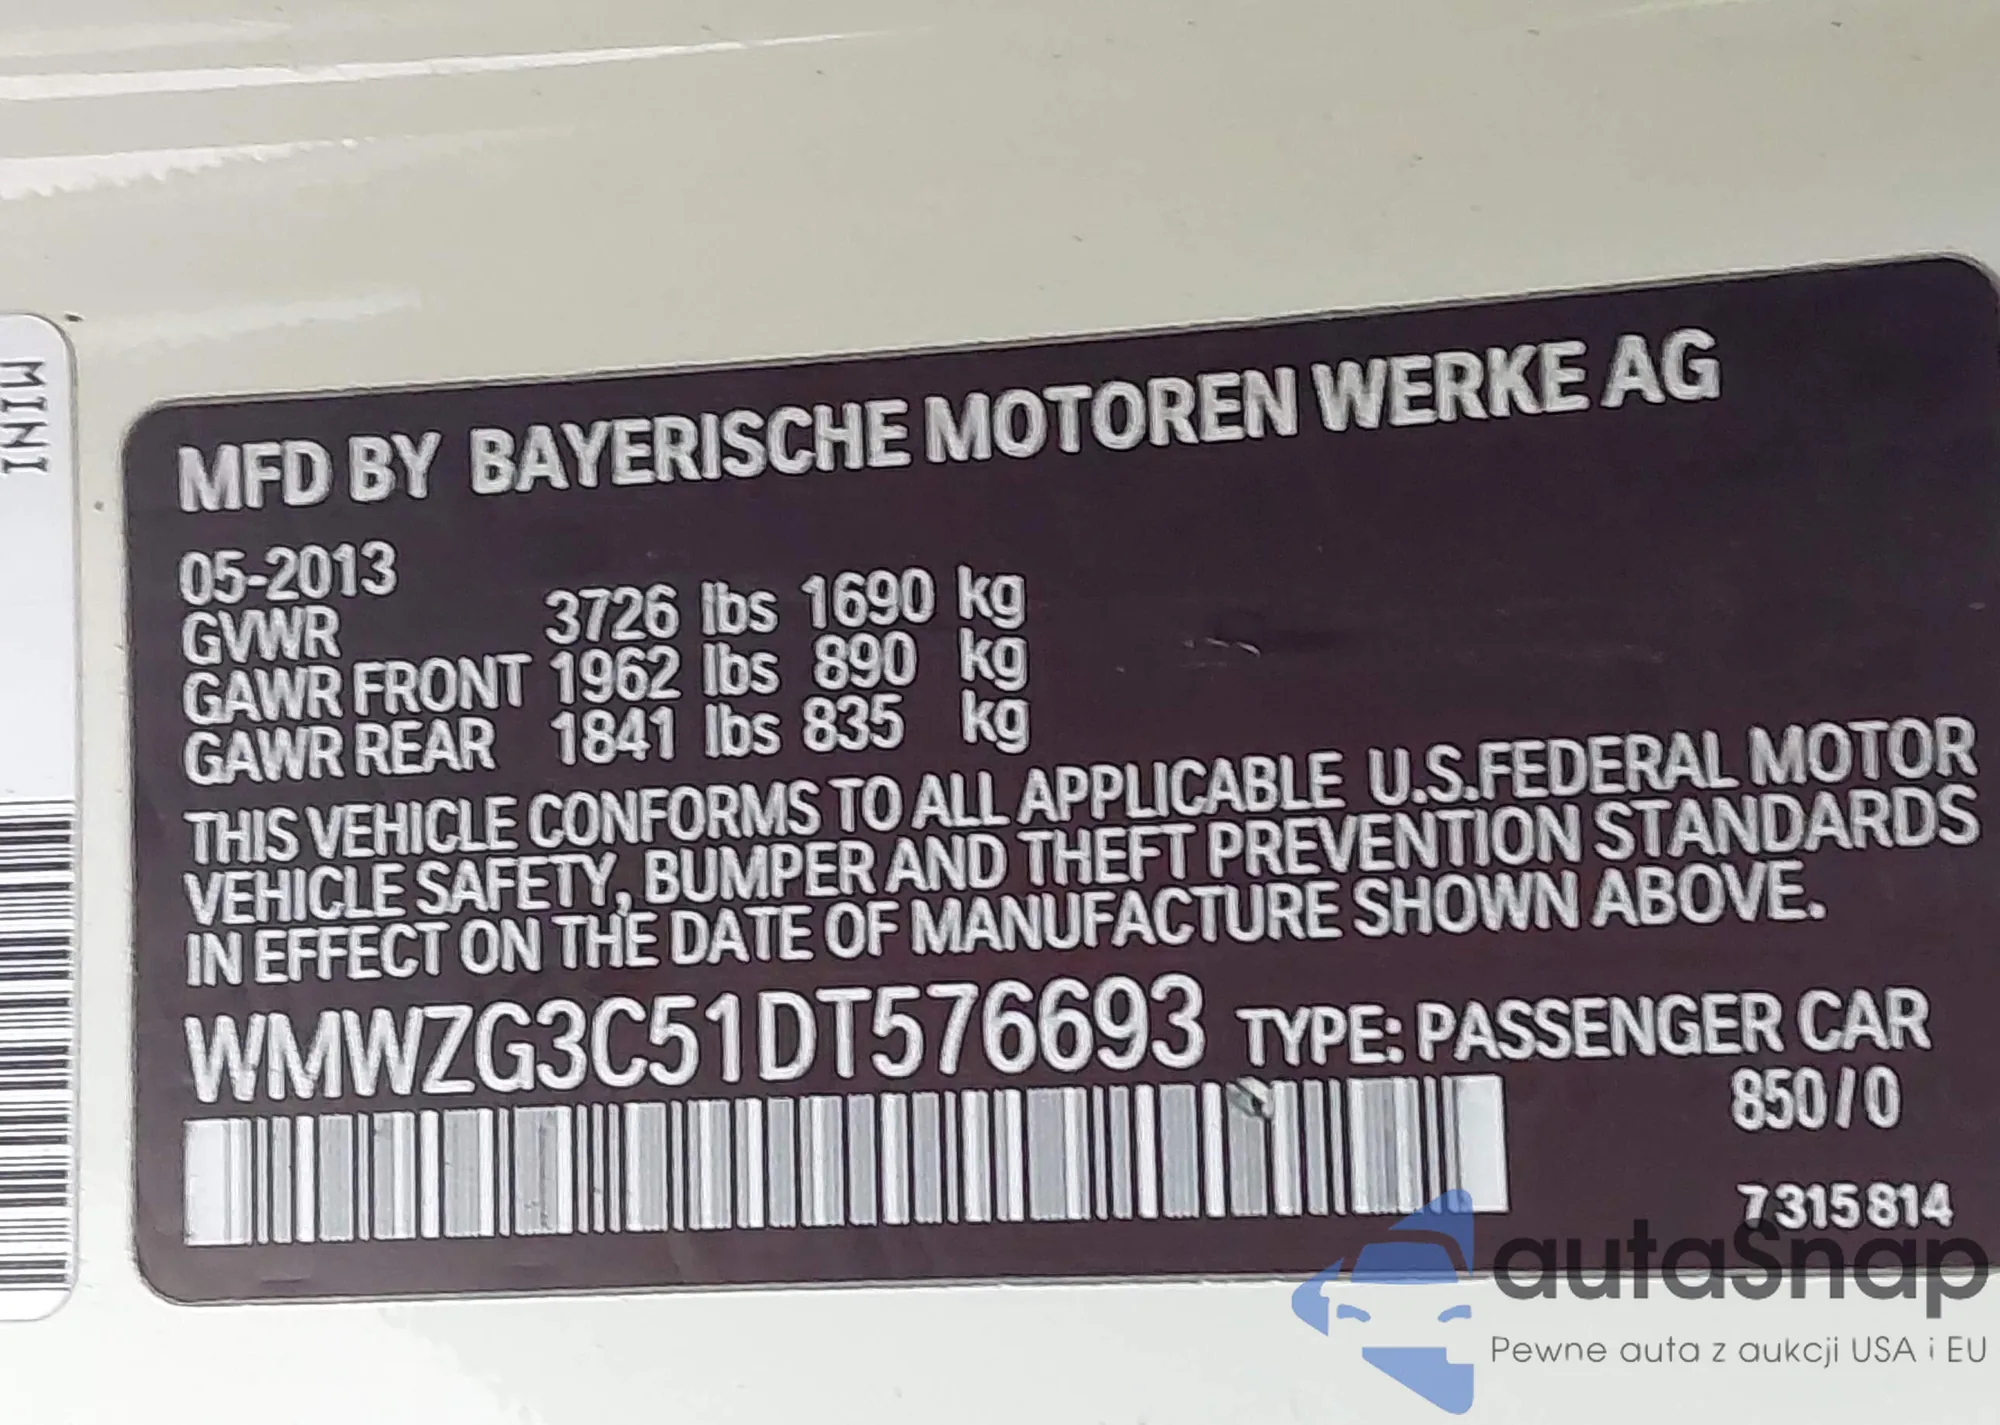 MINI
MFD BY BAYERISCHE MOTOREN WERKE AG
05-2013
GVWR 3726 lbs 1690 kg
GAWR FRONT 1962 lbs 890 kg
GAWR REAR 1841 lbs 835 kg
THIS VEHICLE CONFORMS TO ALL APPLICABLE U.S.FEDERAL MOTOR
VEHICLE SAFETY, BUMPER AND THEFT PREVENTION STANDARDS
IN EFFECT ON THE DATE OF MANUFACTURE SHOWN ABOVE.
WMWZG3C51DT576693 TYPE: PASSENGER CAR
850/0
7315814
autaSnap
Pewne auta z aukcji USA i EU